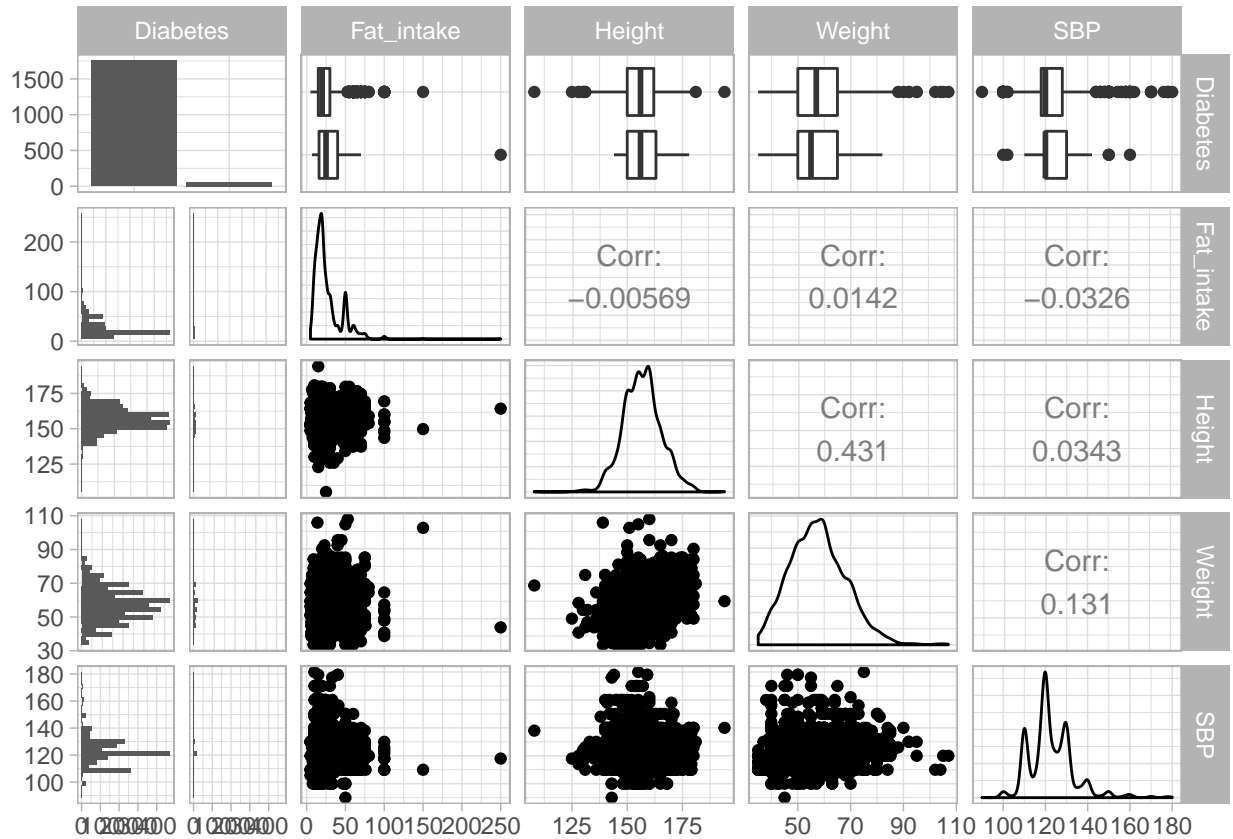 Diabetes Fat_intake Height Weight SBP
1500
1000
500
0
Diabetes
200
100
0
Corr:
−0.00569
Corr:
0.0142
Corr:
−0.0326
Fat_intake
175
150
125
Corr:
0.431
Corr:
0.0343
Height
110
90
70
50
30
Corr:
0.131
Weight
180
160
140
120
100
SBP
0 50 100 150 200 250 125 150 175 50 70 90 110 100 120 140 160 180